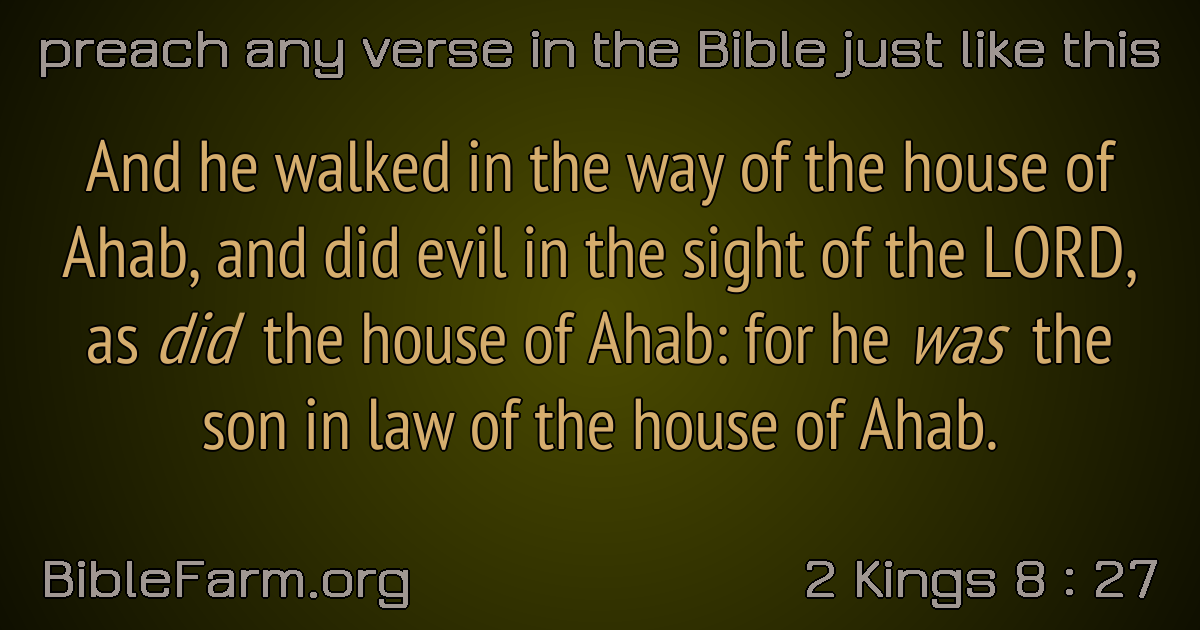 preach any verse in the Bible just like this
And he walked in the way of the house of
Ahab, and did evil in the sight of the LORD,
as did the house of Ahab: for he was the
son in law of the house of Ahab.
BibleFarm.org
2 Kings 8 : 27